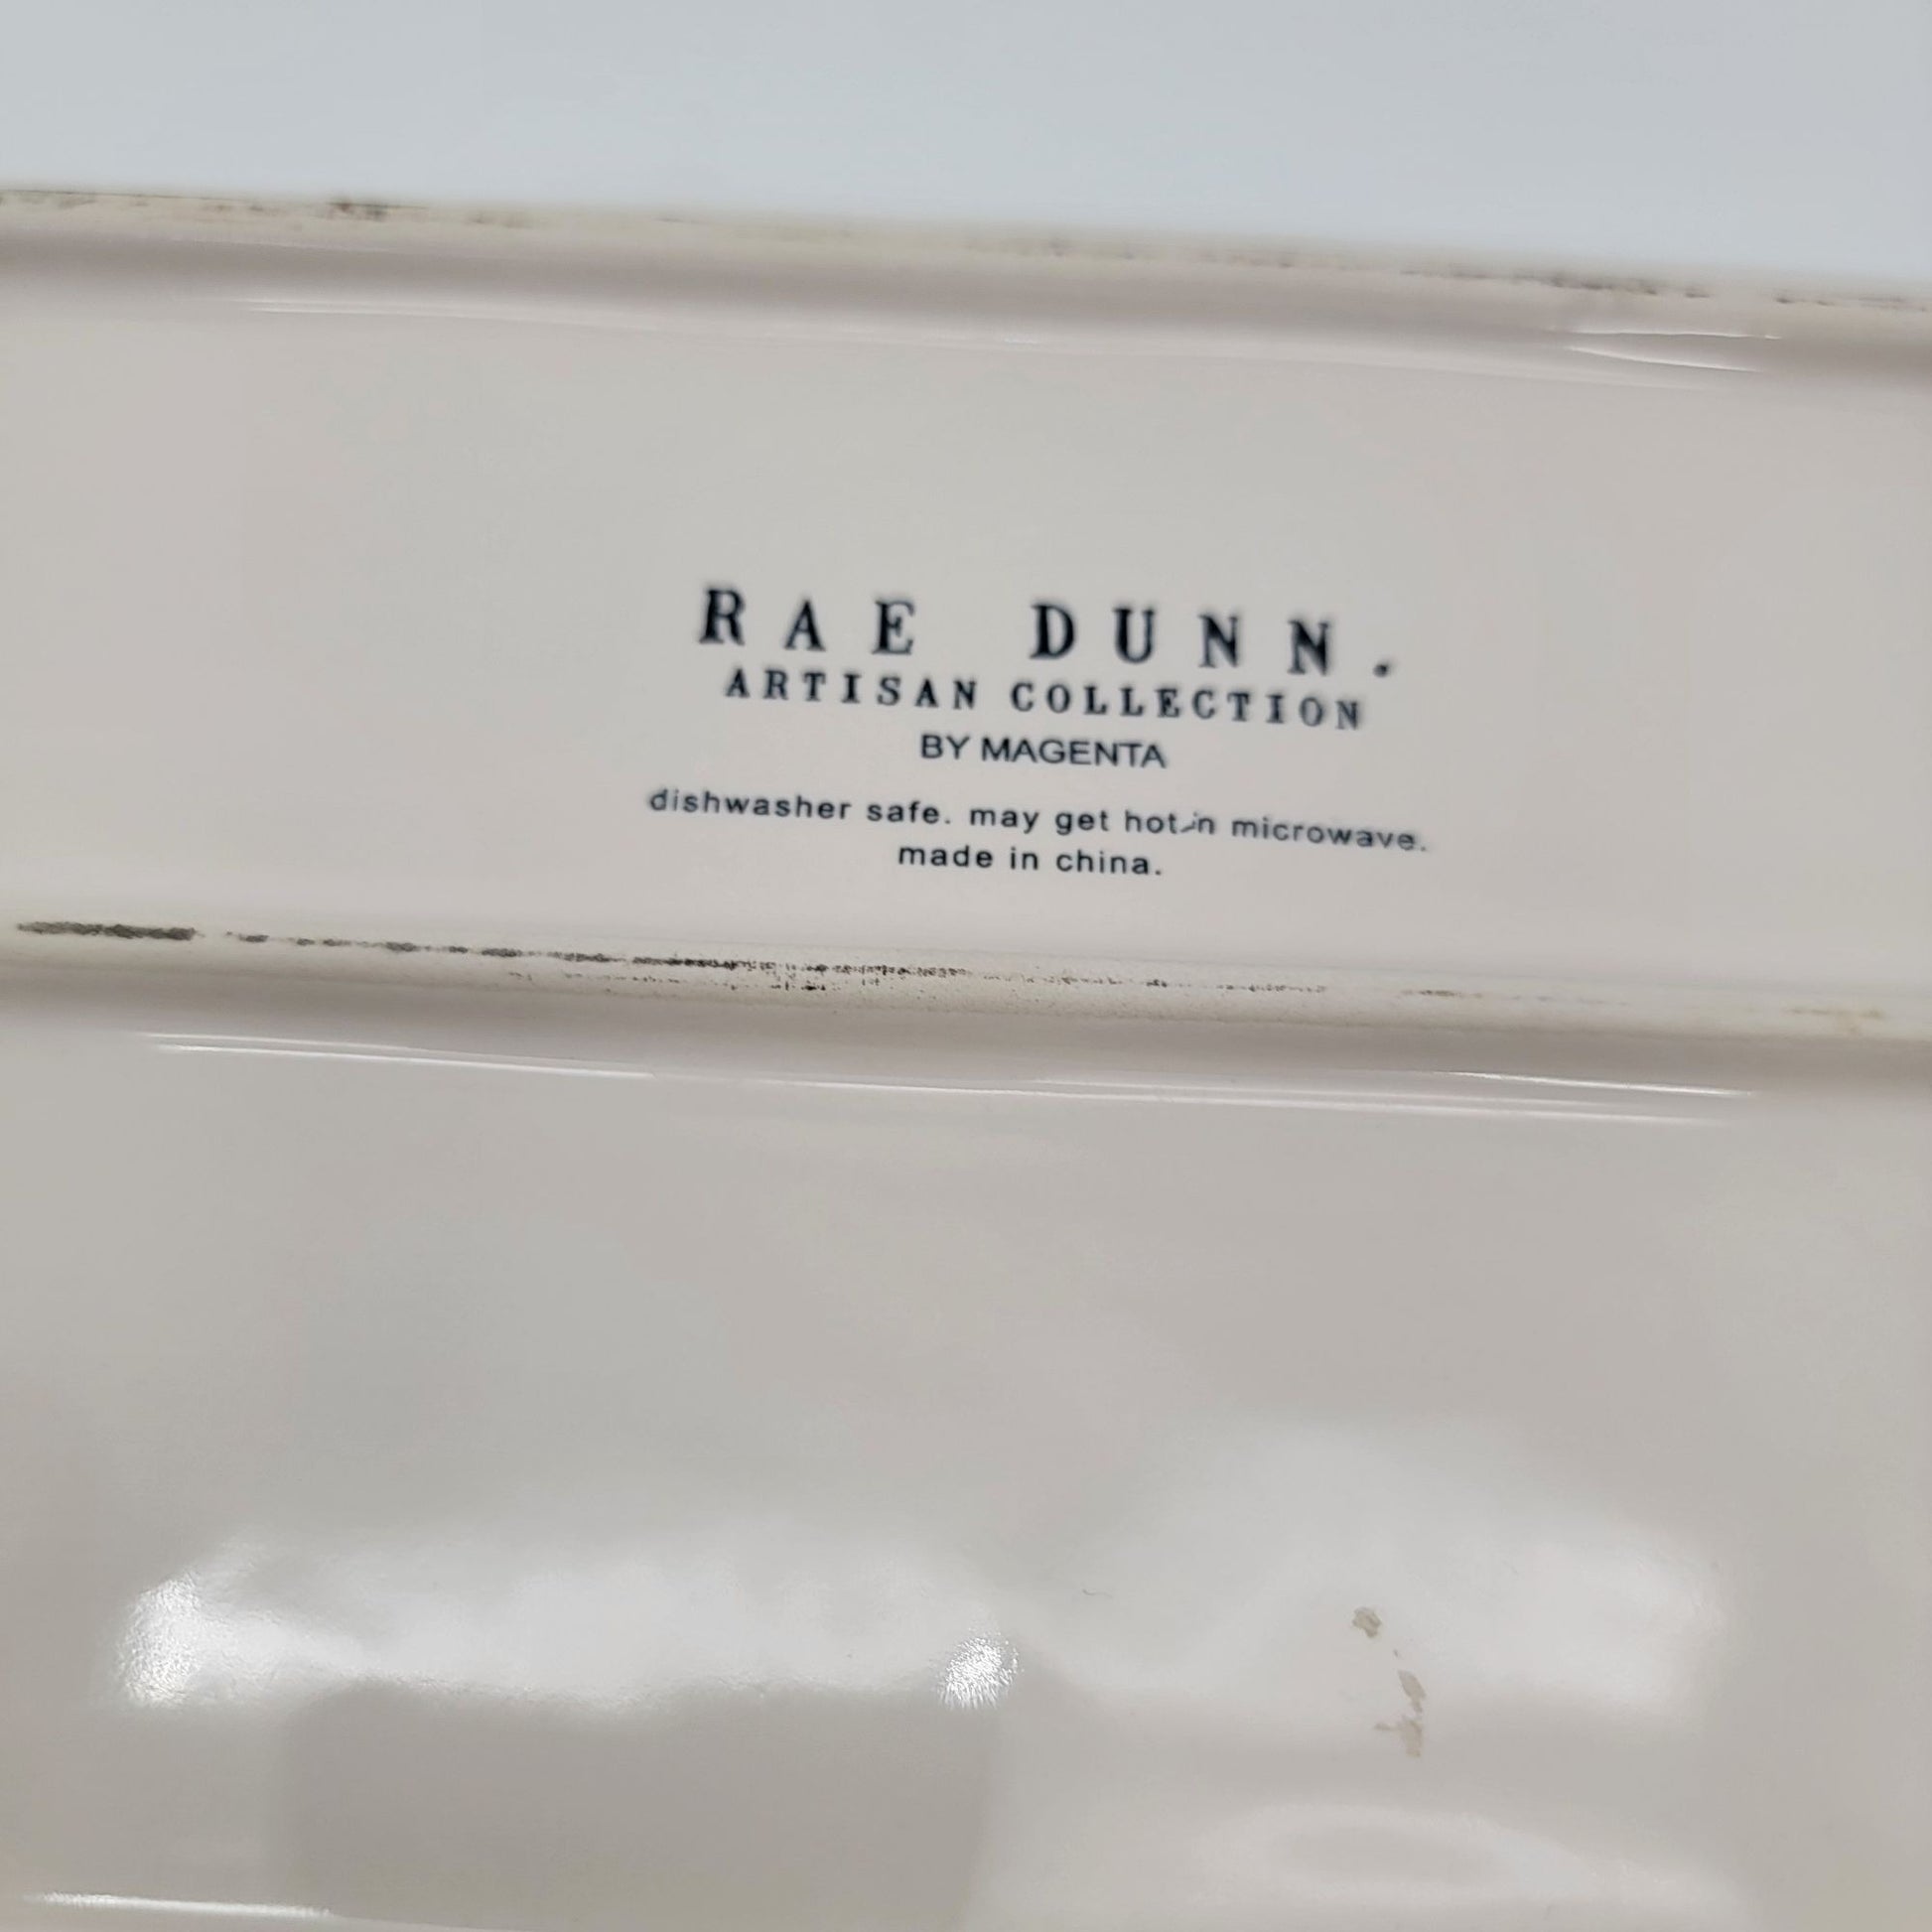 RAE DUNN.
ARTISAN COLLECTION
BY MAGENTA
dishwasher safe. may get hot in microwave.
made in china.